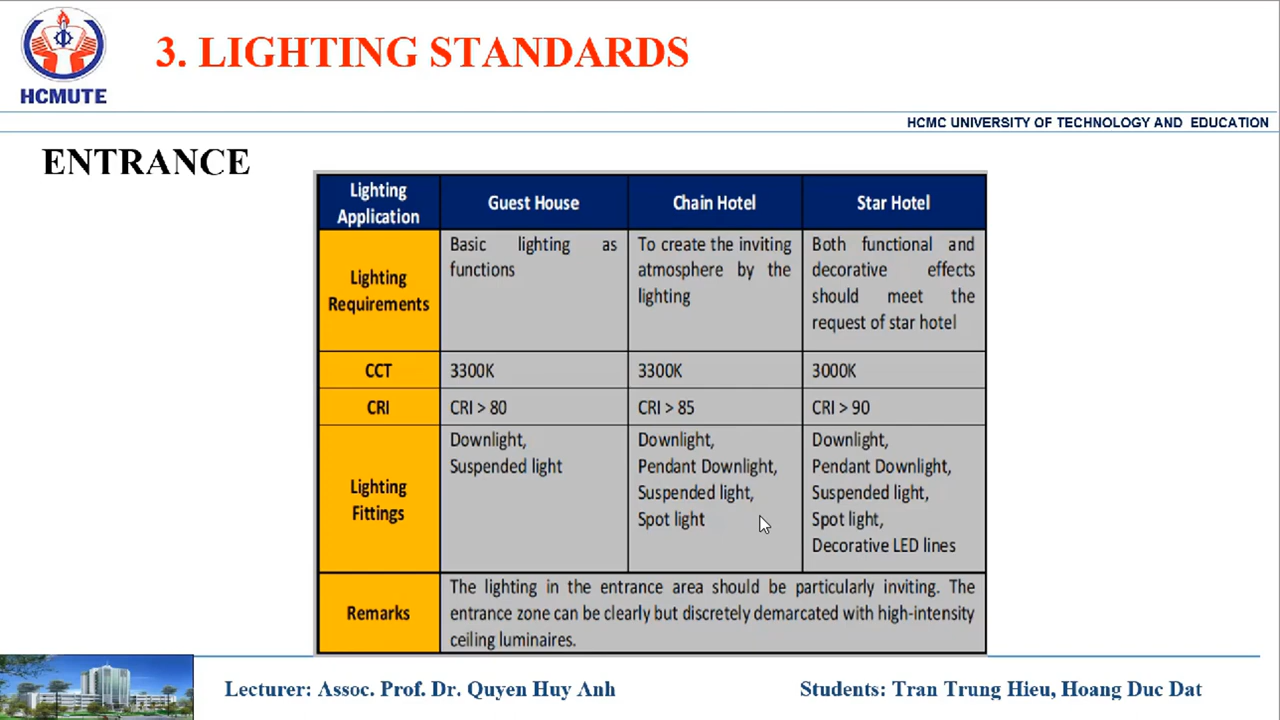 3. LIGHTING STANDARDS
HCMUTE
HCMC UNIVERSITY OF TECHNOLOGY AND EDUCATION
ENTRANCE
Lighting
Application
Guest House
Chain Hotel
Star Hotel
Lighting
Requirements
Basic lighting as
functions
To create the inviting
atmosphere by the
lighting
Both functional and
decorative effects
should meet the
request of star hotel
CCT
3300K
3300K
3000K
CRI
CRI > 80
CRI > 85
CRI > 90
Lighting
Fittings
Downlight,
Suspended light
Downlight,
Pendant Downlight,
Suspended light,
Spot light
Downlight,
Pendant Downlight,
Suspended light,
Spot light,
Decorative LED lines
Remarks
The lighting in the entrance area should be particularly inviting. The
entrance zone can be clearly but discretely demarcated with high-intensity
ceiling luminaires.
Lecturer: Assoc. Prof. Dr. Quyen Huy Anh
Students: Tran Trung Hieu, Hoang Duc Dat